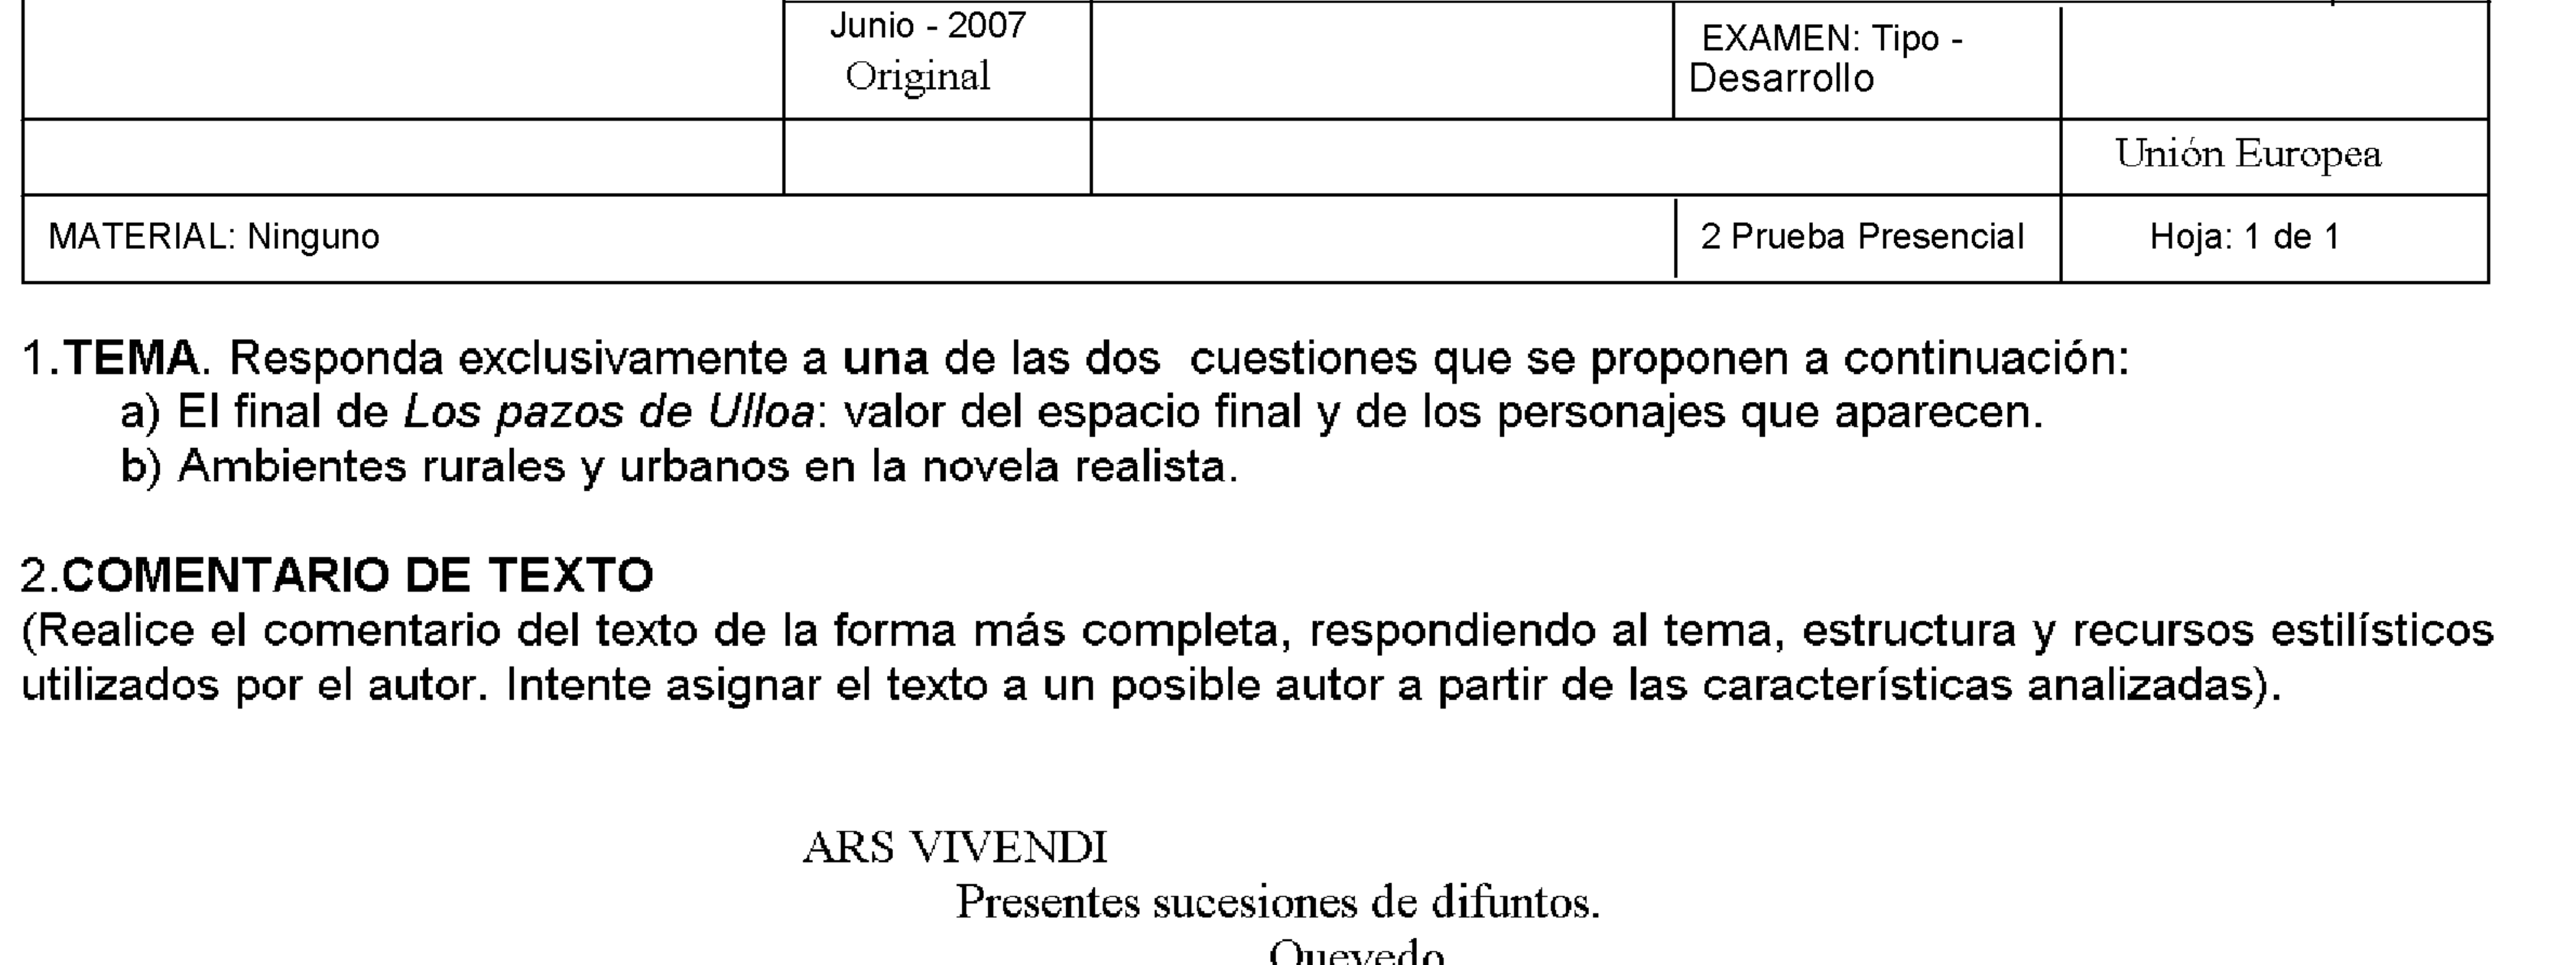 Junio - 2007
Original
EXAMEN: Tipo -
Desarrollo
Unión Europea
MATERIAL: Ninguno
2 Prueba Presencial
Hoja: 1 de 1
1.TEMA. Responda exclusivamente a una de las dos cuestiones que se proponen a continuación:
a) El final de Los pazos de Ulloa: valor del espacio final y de los personajes que aparecen.
b) Ambientes rurales y urbanos en la novela realista.
2.COMENTARIO DE TEXTO
(Realice el comentario del texto de la forma más completa, respondiendo al tema, estructura y recursos estilísticos
utilizados por el autor. Intente asignar el texto a un posible autor a partir de las características analizadas).
ARS VIVENDI
Presentes sucesiones de difuntos.
Quevedo